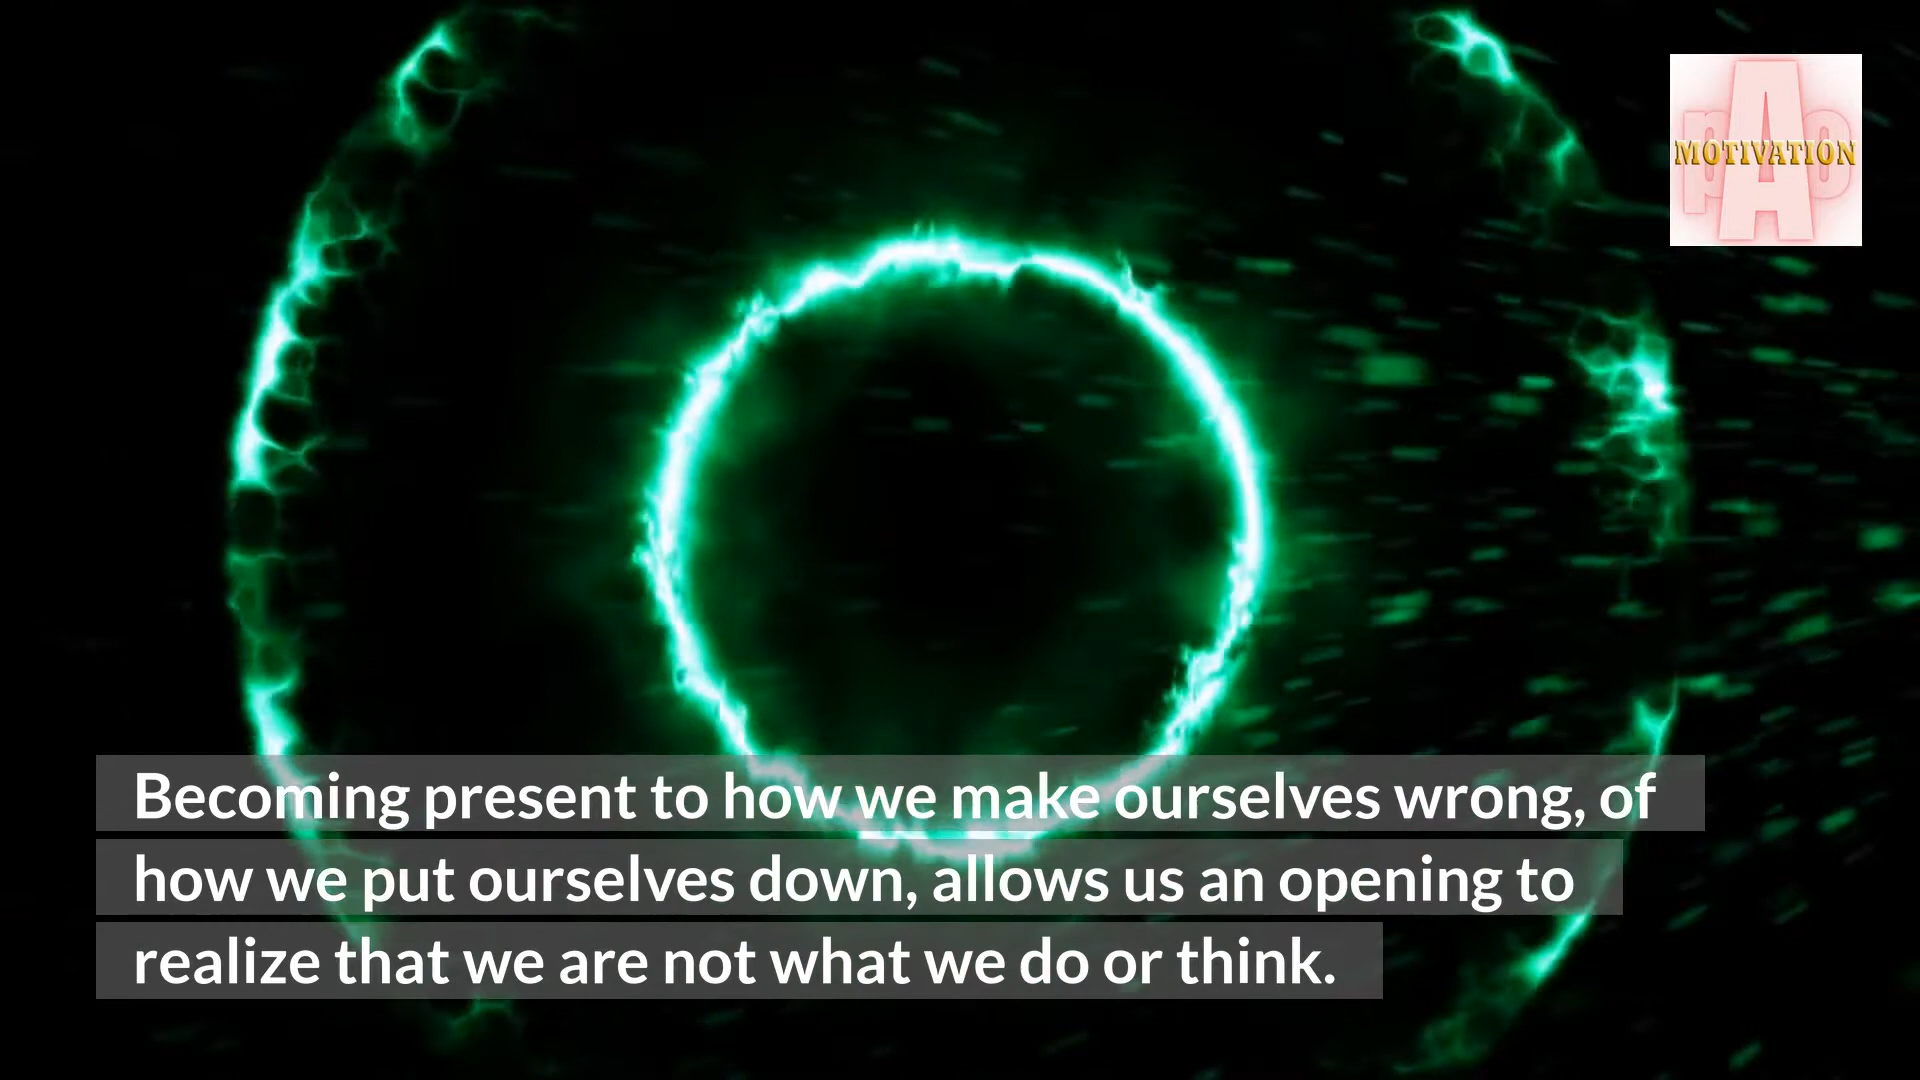 pAo
MOTIVATION
Becoming present to how we make ourselves wrong, of
how we put ourselves down, allows us an opening to
realize that we are not what we do or think.